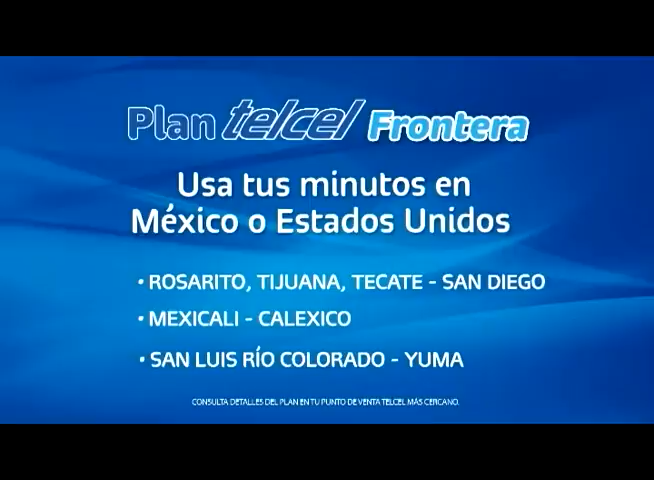 Plan telcel Frontera
Usa tus minutos en
México o Estados Unidos
• ROSARITO, TIJUANA, TECATE - SAN DIEGO
• MEXICALI - CALEXICO
• SAN LUIS RÍO COLORADO - YUMA
CONSULTA DETALLES DEL PLAN EN TU PUNTO DE VENTA TELCEL MÁS CERCANO.